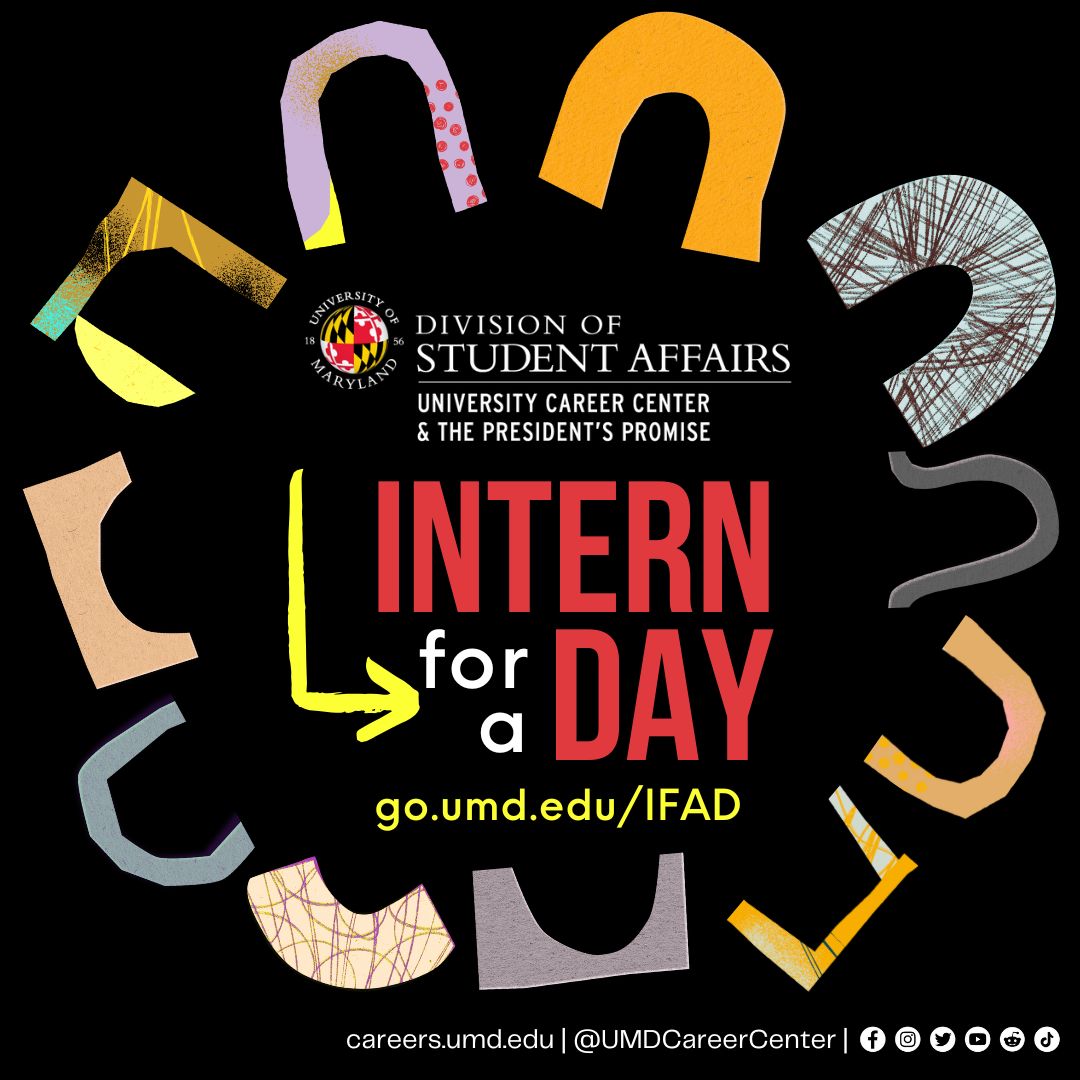 UNIVERSITY OF
18 56
MARYLAND
DIVISION OF
STUDENT AFFAIRS
UNIVERSITY CAREER CENTER
& THE PRESIDENT'S PROMISE
INTERN
for
a
DAY
go.umd.edu/IFAD
careers.umd.edu | @UMDCareerCenter |